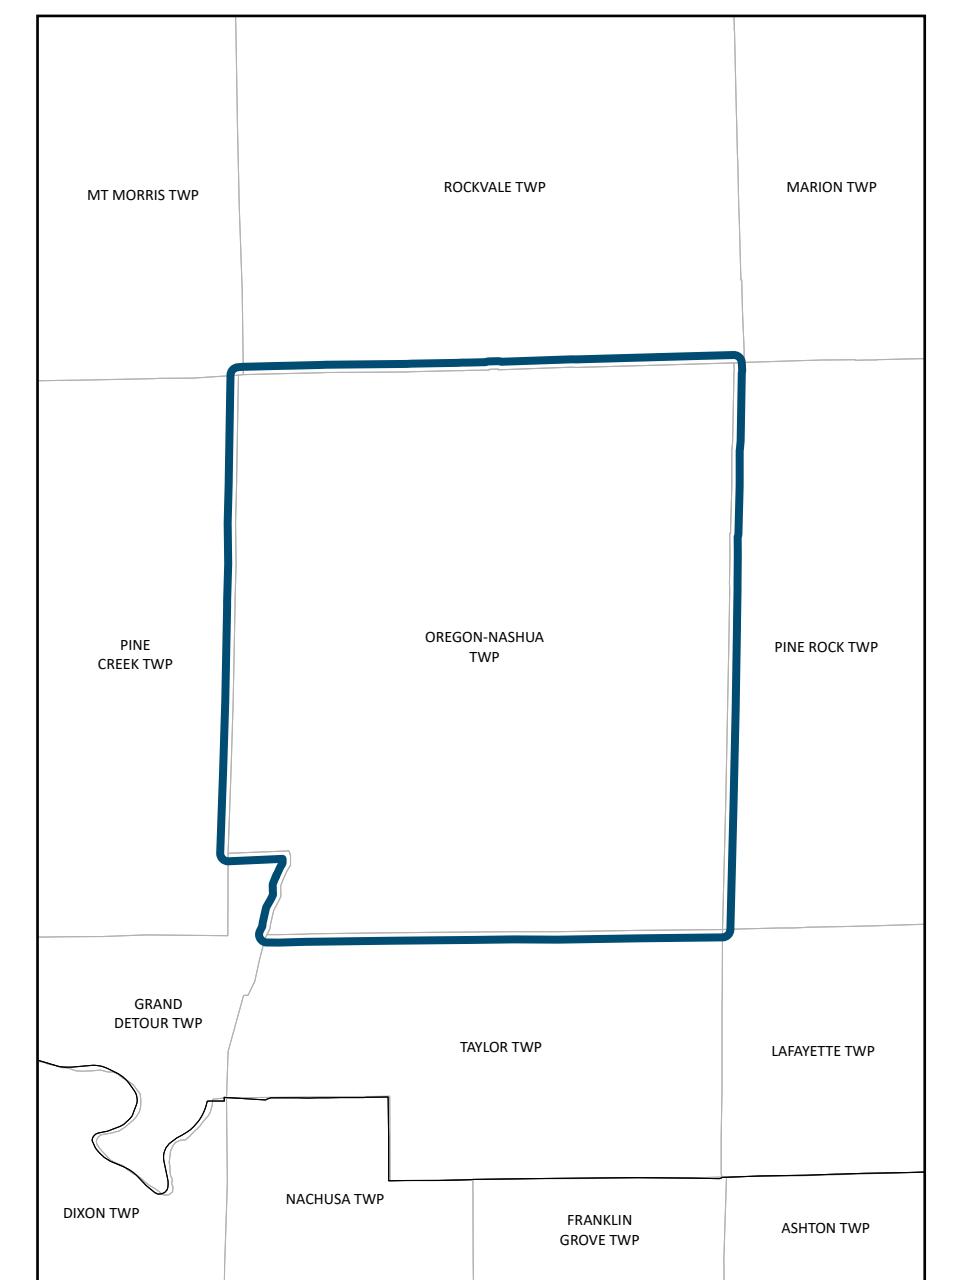 MT MORRIS TWP
ROCKVALE TWP
MARION TWP
PINE
CREEK TWP
OREGON-NASHUA
TWP
PINE ROCK TWP
GRAND
DETOUR TWP
TAYLOR TWP
LAFAYETTE TWP
DIXON TWP
NACHUSA TWP
FRANKLIN
GROVE TWP
ASHTON TWP